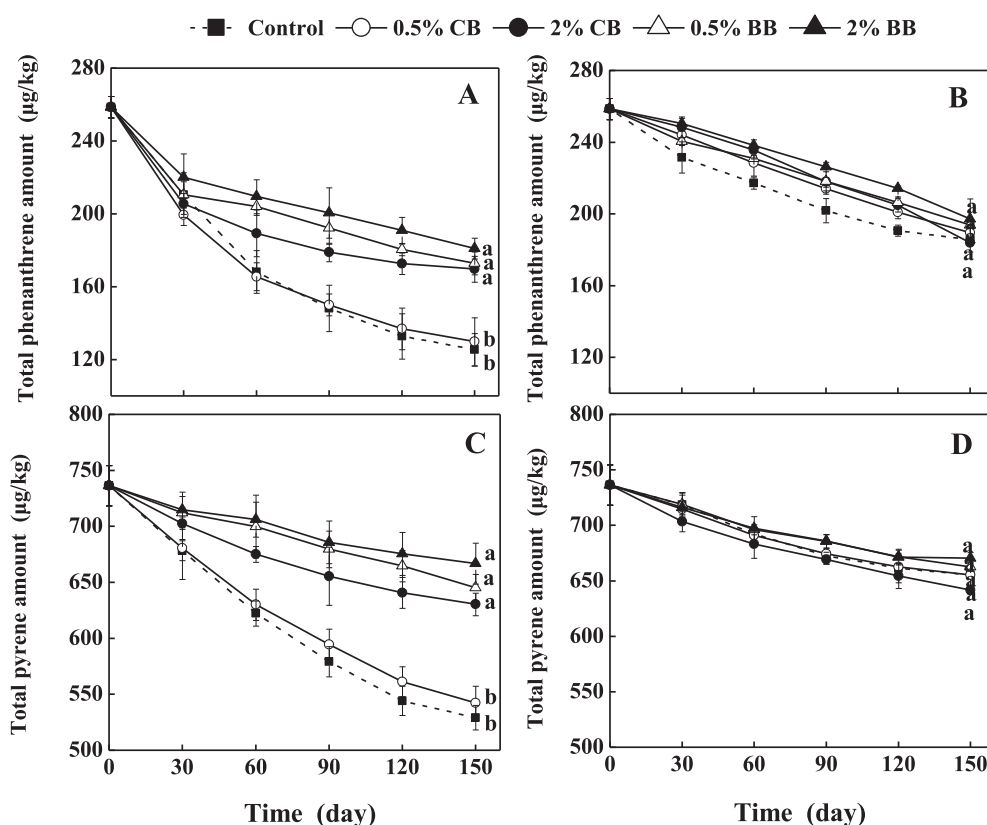 Control 0.5% CB 2% CB 0.5% BB 2% BB
Total phenanthrene amount (µg/kg)
280
240
200
160
120
A
a
a
a
b
b
Total phenanthrene amount (µg/kg)
280
240
200
160
120
B
a
a
a
a
a
Total pyrene amount (µg/kg)
800
750
700
650
600
550
500
C
a
a
a
b
b
0 30 60 90 120 150
Time (day)
Total pyrene amount (µg/kg)
800
750
700
650
600
550
500
D
a
a
a
a
a
0 30 60 90 120 150
Time (day)